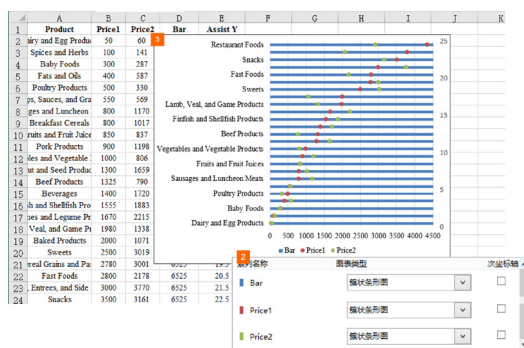 A B C D E F G H I J K
1 Product Price1 Price2 Bar Assist Y
2 airy and Egg Produ 50 60
3 Spices and Herbs 100 141
4 Baby Foods 300 287
5 Fats and Oils 400 587
6 Poultry Products 500 330
7 ps, Sauces, and Gra 550 569
8 ges and Luncheon 800 1170
9 Breakfast Cereals 800 1017
10 ruits and Fruit Juice 850 837
11 Pork Products 900 1198
12 les and Vegetable 1000 806
13 ut and Seed Produc 1300 1659
14 Beef Products 1325 790
15 Beverages 1400 1720
16 h and Shellfish Pro 1555 1883
17 nes and Legume Pr 1670 2215
18 Veal, and Game Pr 1980 1338
19 Baked Products 2000 1071
20 Sweets 2500 3019
21 real Grains and Pa 2780 3001 6525 19.5
22 Fast Foods 2800 2178 6525 20.5
23 , Entrees, and Side 3000 3770 6525 21.5
24 Snacks 3500 3161 6525 22.5
3
Restaurant Foods
Snacks
Fast Foods
Sweets
Lamb, Veal, and Game Products
Finfish and Shellfish Products
Beef Products
Vegetables and Vegetable Products
Fruits and Fruit Juices
Sausages and Luncheon Meats
Poultry Products
Baby Foods
Dairy and Egg Products
25
20
15
10
5
0
0 500 1000 1500 2000 2500 3000 3500 4000 4500
Bar Price1 Price2
2
系列名称 图表类型 次坐标轴
Bar 簇状条形图
Price1 簇状条形图
Price2 簇状条形图